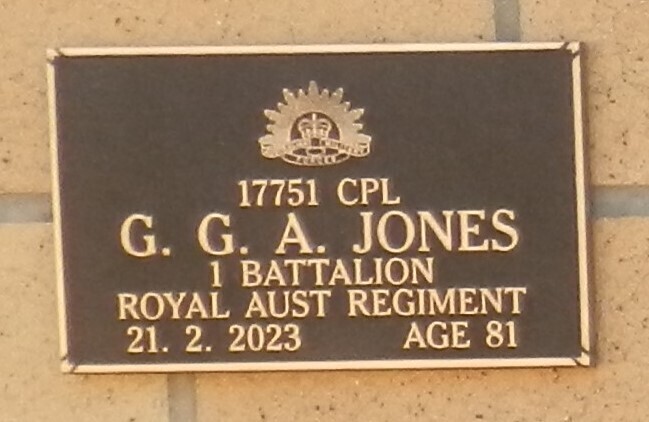 17751 CPL
G. G. A. JONES
1 BATTALION
ROYAL AUST REGIMENT
21. 2. 2023 AGE 81